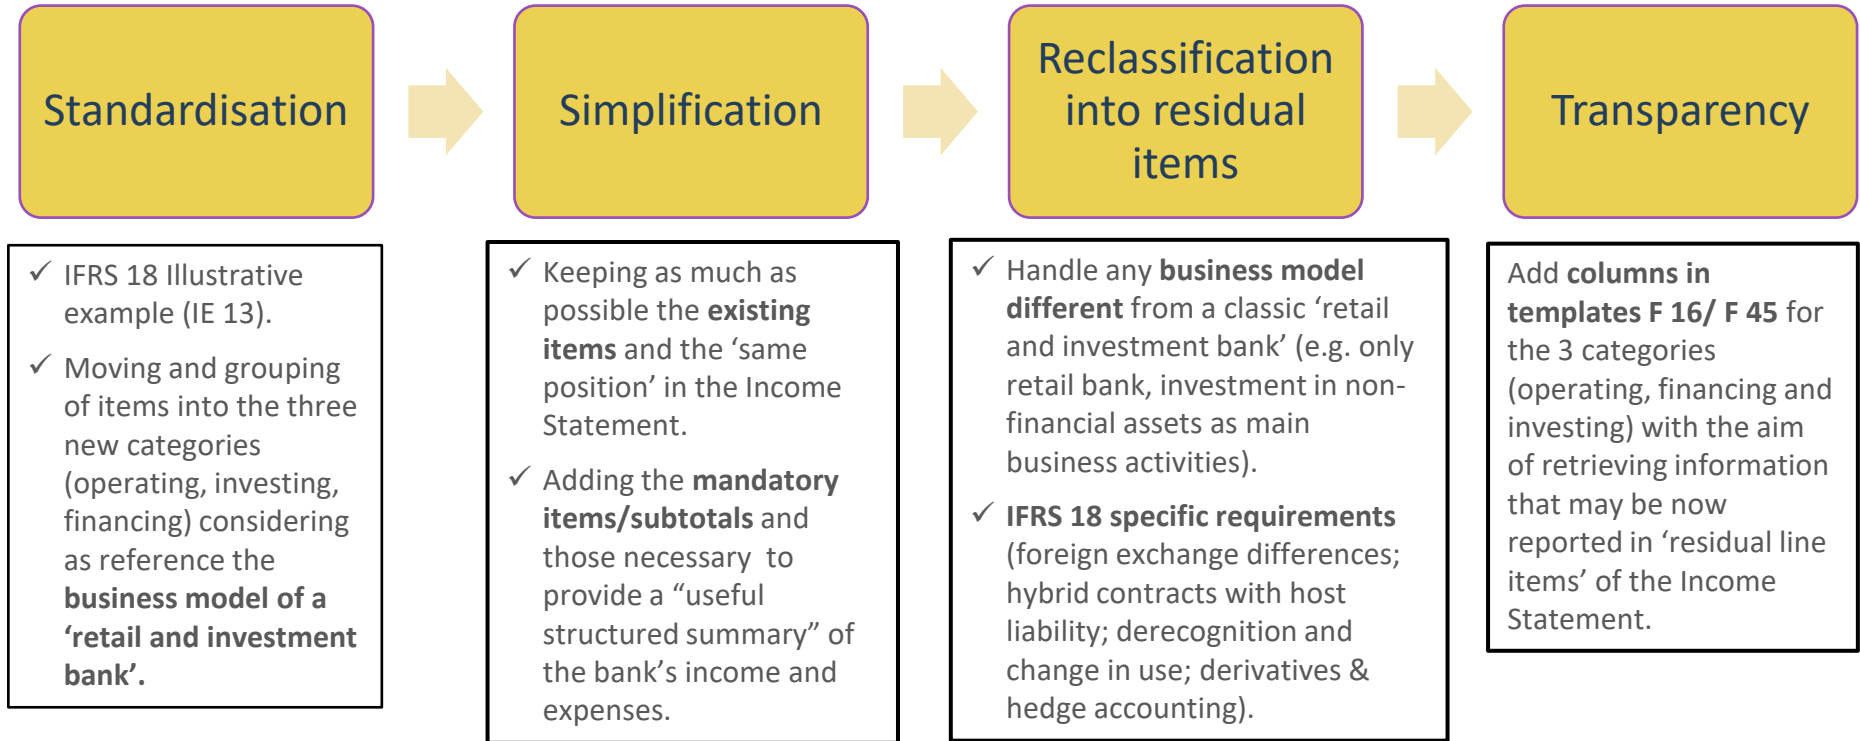 Standardisation
Simplification
Reclassification
into residual
items
Transparency
✓ IFRS 18 Illustrative
example (IE 13).
✓ Moving and grouping
of items into the three
new categories
(operating, investing,
financing) considering
as reference the
business model of a
‘retail and investment
bank’.
✓ Keeping as much as
possible the existing
items and the ‘same
position’ in the Income
Statement.
✓ Adding the mandatory
items/subtotals and
those necessary to
provide a “useful
structured summary” of
the bank’s income and
expenses.
✓ Handle any business model
different from a classic ‘retail
and investment bank’ (e.g. only
retail bank, investment in non-
financial assets as main
business activities).
✓ IFRS 18 specific requirements
(foreign exchange differences;
hybrid contracts with host
liability; derecognition and
change in use; derivatives &
hedge accounting).
Add columns in
templates F 16/ F 45 for
the 3 categories
(operating, financing and
investing) with the aim
of retrieving information
that may be now
reported in ‘residual line
items’ of the Income
Statement.